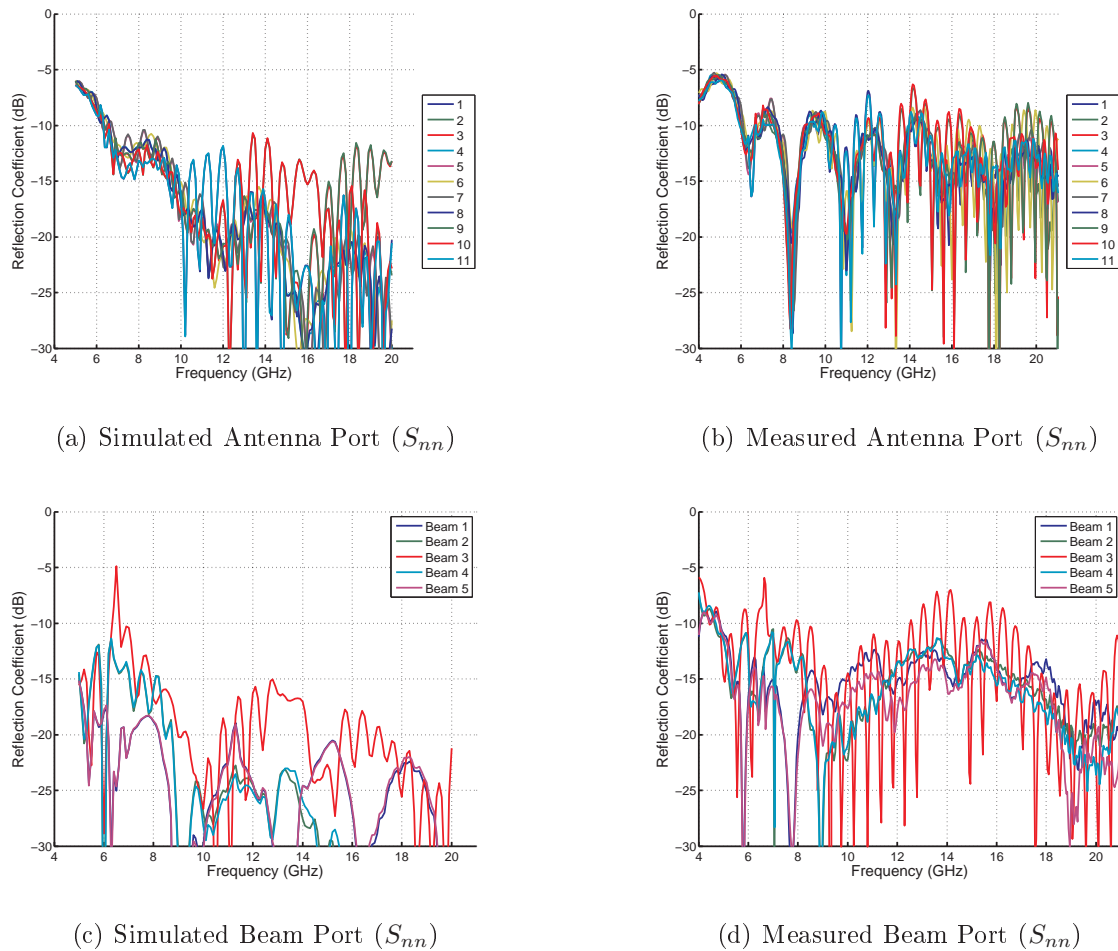 0
−5
−10
−15
−20
−25
−30
4 6 8 10 12 14 16 18 20
Reflection Coefficient (dB)
Frequency (GHz)
1
2
3
4
5
6
7
8
9
10
11
(a) Simulated Antenna Port (Snn)
0
−5
−10
−15
−20
−25
−30
4 6 8 10 12 14 16 18 20
Reflection Coefficient (dB)
Frequency (GHz)
1
2
3
4
5
6
7
8
9
10
11
(b) Measured Antenna Port (Snn)
0
−5
−10
−15
−20
−25
−30
4 6 8 10 12 14 16 18 20
Reflection Coefficient (dB)
Frequency (GHz)
Beam 1
Beam 2
Beam 3
Beam 4
Beam 5
(c) Simulated Beam Port (Snn)
0
−5
−10
−15
−20
−25
−30
4 6 8 10 12 14 16 18 20
Reflection Coefficient (dB)
Frequency (GHz)
Beam 1
Beam 2
Beam 3
Beam 4
Beam 5
(d) Measured Beam Port (Snn)